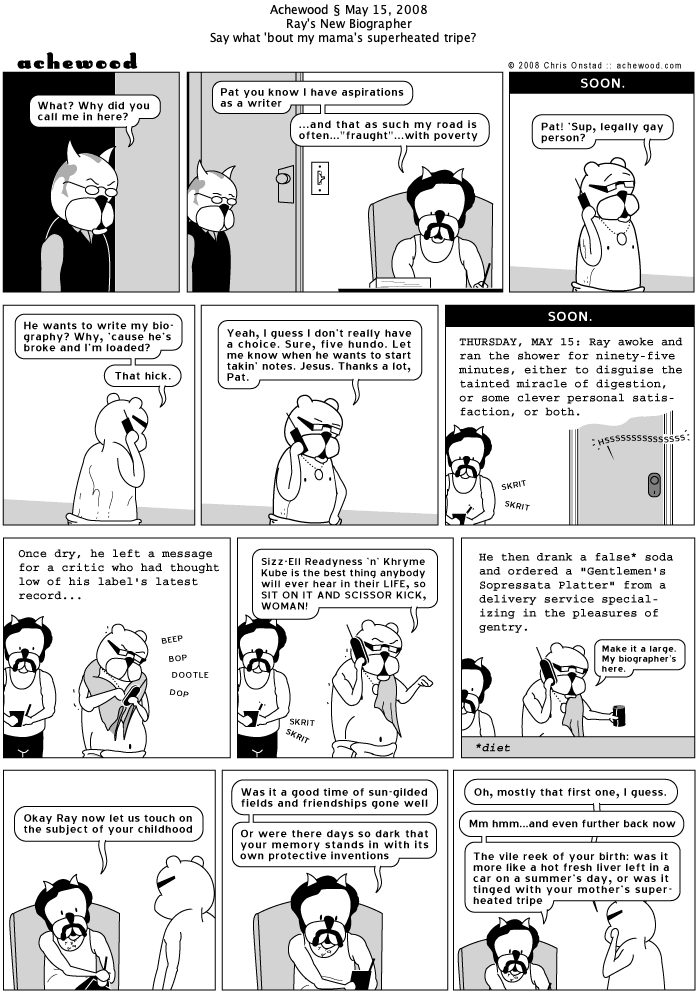 Achewood § May 15, 2008
Ray's New Biographer
Say what 'bout my mama's superheated tripe?
achewood
© 2008 Chris Onstad :: achewood.com
What? Why did you
call me in here?
Pat you know I have aspirations
as a writer
...and that as such my road is
often..."fraught"...with poverty
SOON.
Pat! 'Sup, legally gay
person?
He wants to write my bio-
graphy? Why, 'cause he's
broke and I'm loaded?
That hick.
Yeah, I guess I don't really have
a choice. Sure, five hundo. Let
me know when he wants to start
takin' notes. Jesus. Thanks a lot,
Pat.
SOON.
THURSDAY, MAY 15: Ray awoke and
ran the shower for ninety-five
minutes, either to disguise the
tainted miracle of digestion,
or some clever personal satis-
faction, or both.
HSSSSSSSSSSSSSSS
SKRIT
SKRIT
Once dry, he left a message
for a critic who had thought
low of his label's latest
record...
BEEP
BOP
DOOTLE
DOP
Sizz-Ell Readyness 'n' Khryme
Kube is the best thing anybody
will ever hear in their LIFE, so
SIT ON IT AND SCISSOR KICK,
WOMAN!
SKRIT
SKRIT
He then drank a false* soda
and ordered a "Gentlemen's
Sopressata Platter" from a
delivery service special-
izing in the pleasures of
gentry.
Make it a large.
My biographer's
here.
*diet
Okay Ray now let us touch on
the subject of your childhood
Was it a good time of sun-gilded
fields and friendships gone well
Or were there days so dark that
your memory stands in with its
own protective inventions
Oh, mostly that first one, I guess.
Mm hmm...and even further back now
The vile reek of your birth: was it
more like a hot fresh liver left in a
car on a summer's day, or was it
tinged with your mother's super-
heated tripe